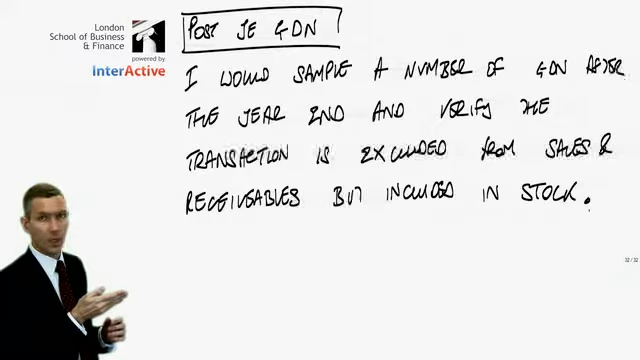 London
School of Business
& Finance
powered by
InterActive
POST YE GDN
I WOULD SAMPLE A NUMBER OF GDN AFTER
THE YEAR END AND VERIFY THE
TRANSACTION IS EXCLUDED FROM SALES &
RECEIVEABLES BUT INCLUDED IN STOCK.
32 / 32